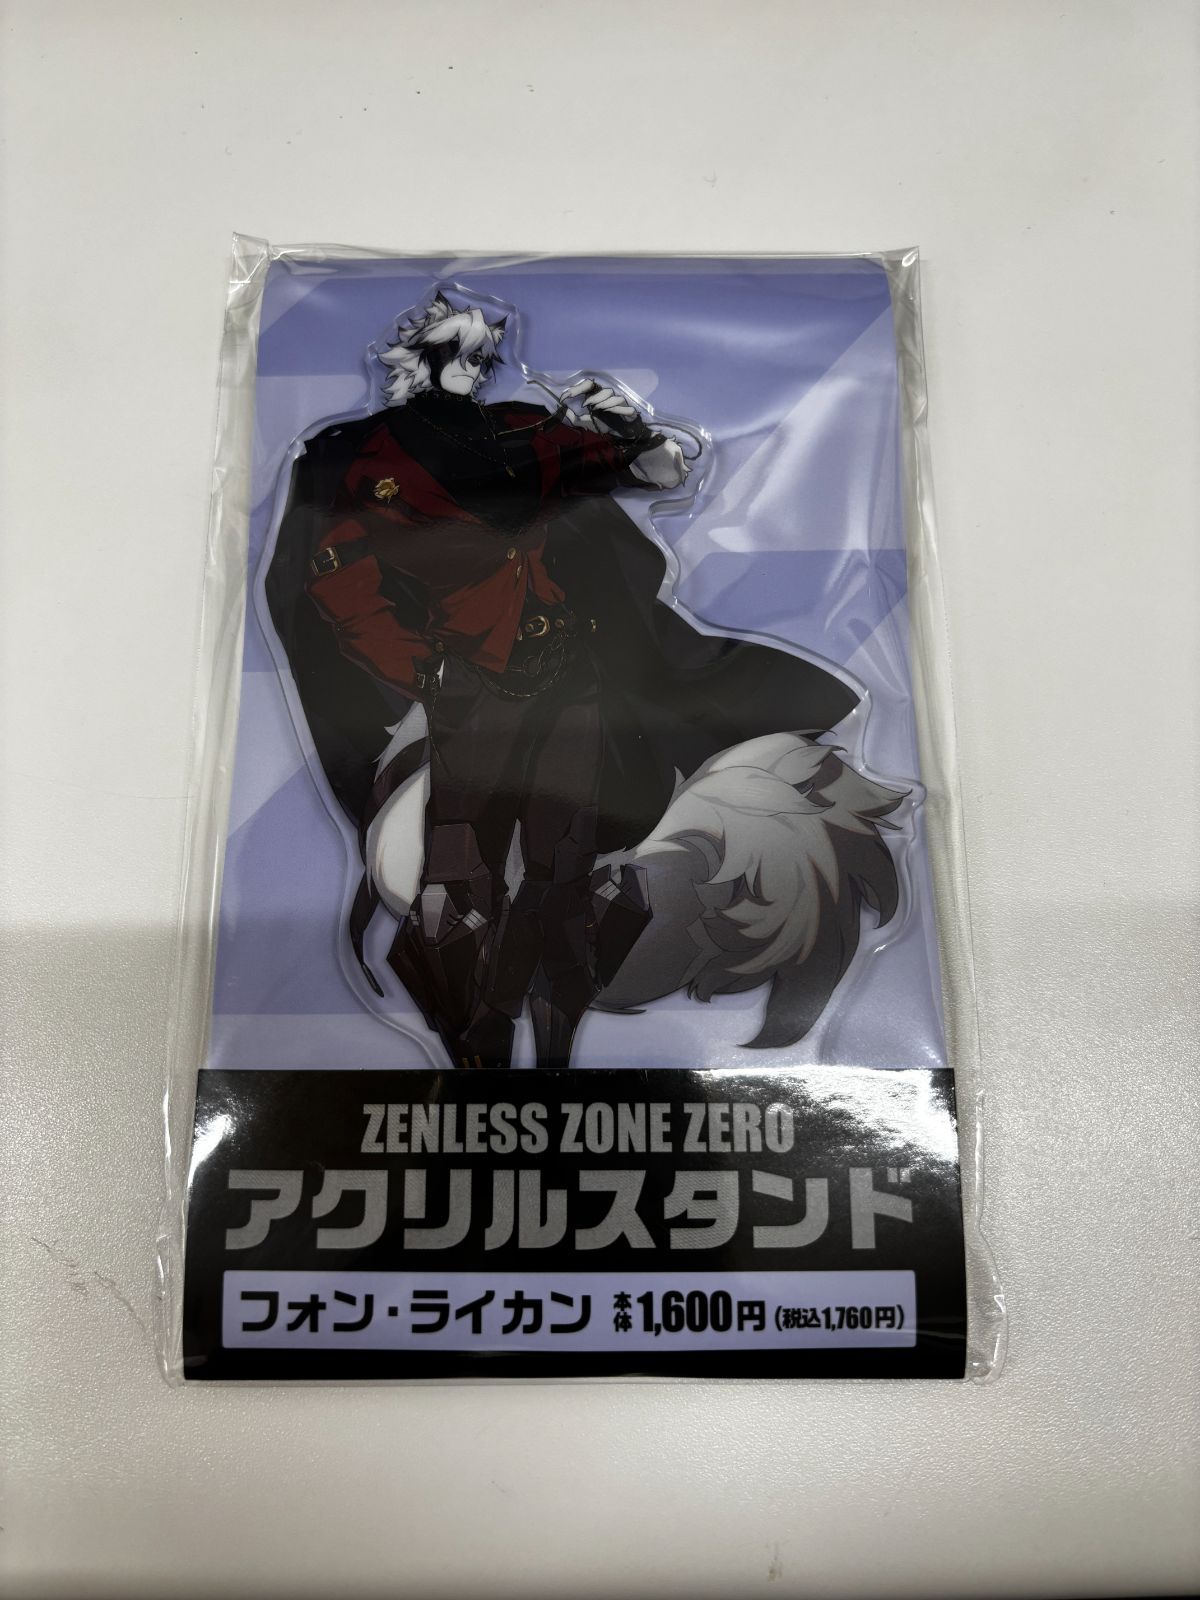 ZENLESS ZONE ZERO
アクリルスタンド
フォン・ライカン 本体1,600円(税込1,760円)